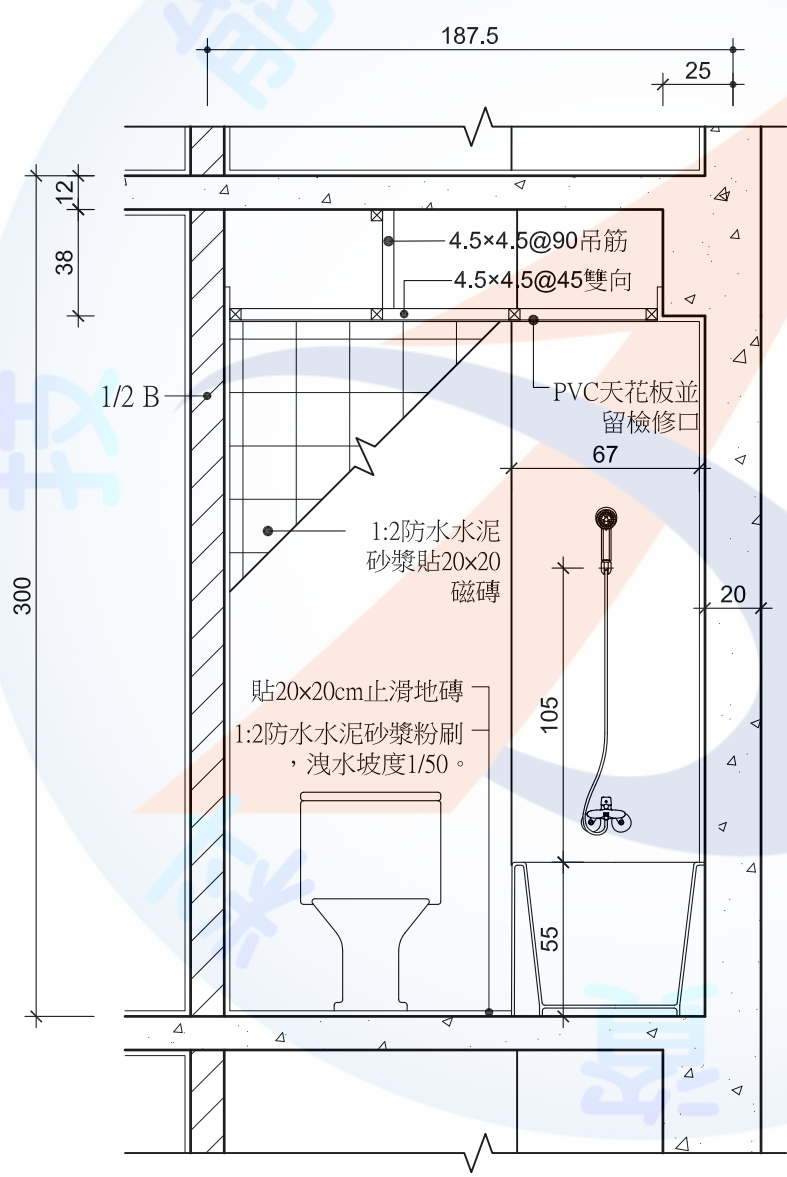 187.5
25
12
4.5×4.5@90吊筋
38
4.5×4.5@45雙向
1/2 B
PVC天花板並
留檢修口
67
1:2防水水泥
砂漿貼20×20
磁磚
300
20
貼20×20cm止滑地磚
105
1:2防水水泥砂漿粉刷
，洩水坡度1/50。
55
能
技